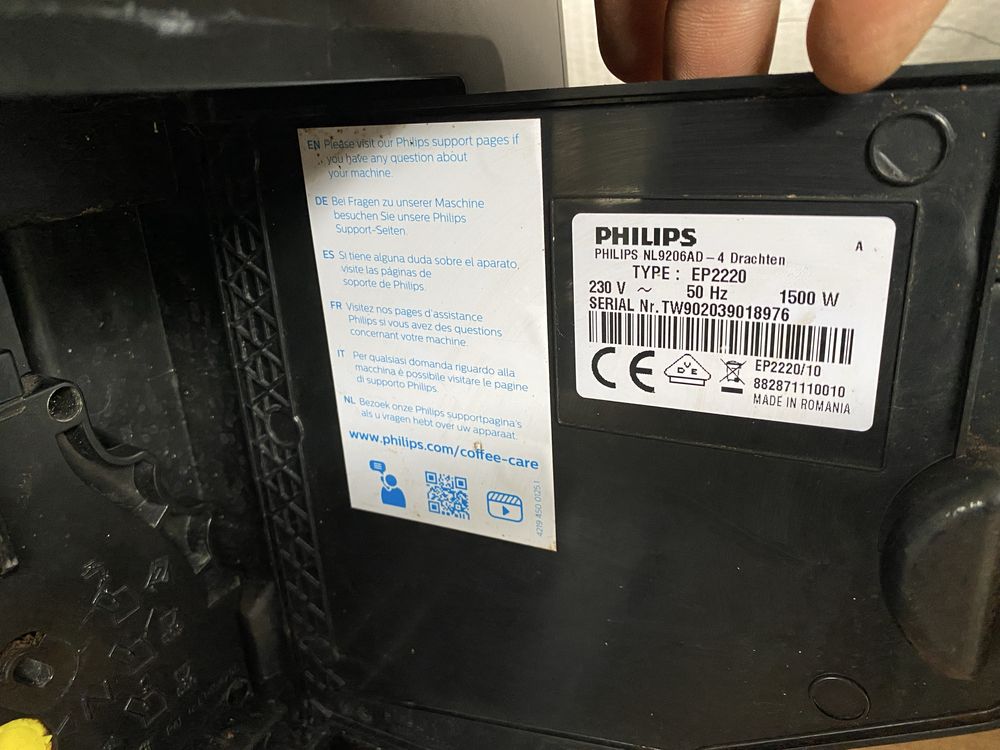 EN Please visit our Philips support pages if
you have any question about
your machine.
DE Bei Fragen zu unserer Maschine
besuchen Sie unsere Philips
Support-Seiten.
ES Si tiene alguna duda sobre el aparato,
visite las páginas de
soporte de Philips.
FR Visitez nos pages d'assistance
Philips si vous avez des questions
concernant votre machine.
IT Per qualsiasi domanda riguardo alla
macchina è possibile visitare le pagine
di supporto Philips.
NL Bezoek onze Philips supportpagina's
als u vragen hebt over uw apparaat.
www.philips.com/coffee-care
4219 450 0125 1
PHILIPS
A
PHILIPS NL9206AD – 4 Drachten
TYPE : EP2220
230 V ~ 50 Hz 1500 W
SERIAL Nr. TW902039018976
CE DVE EP2220/10
882871110010
MADE IN ROMANIA